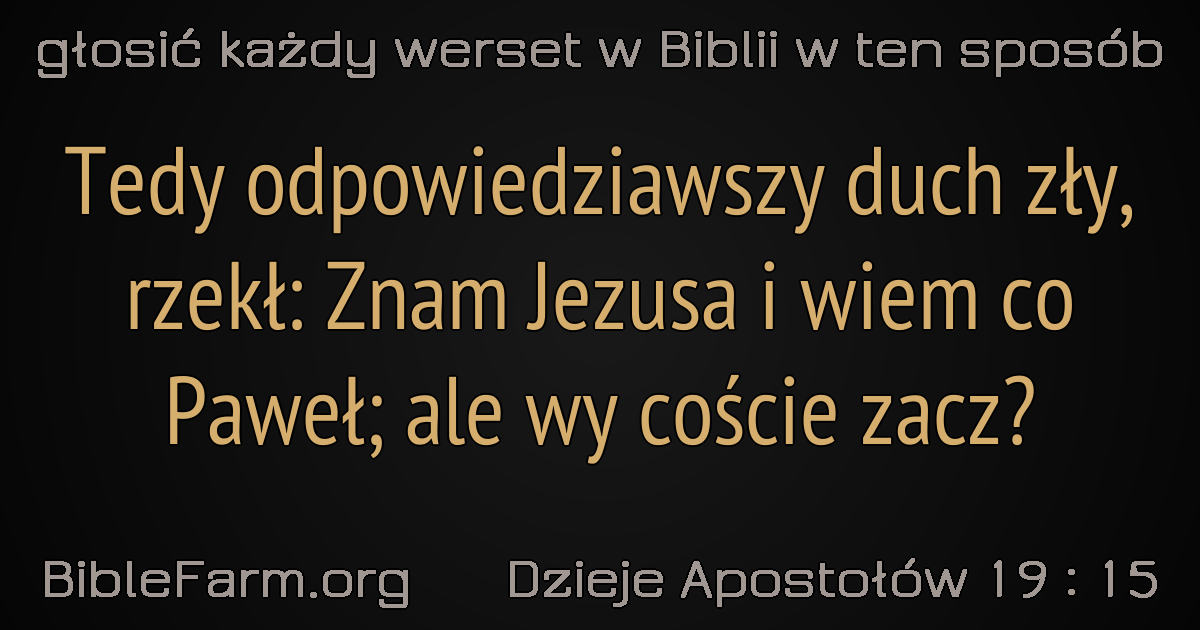 głosić każdy werset w Biblii w ten sposób
Tedy odpowiedziawszy duch zły,
rzekł: Znam Jezusa i wiem co
Paweł; ale wy coście zacz?
BibleFarm.org Dzieje Apostołów 19 : 15